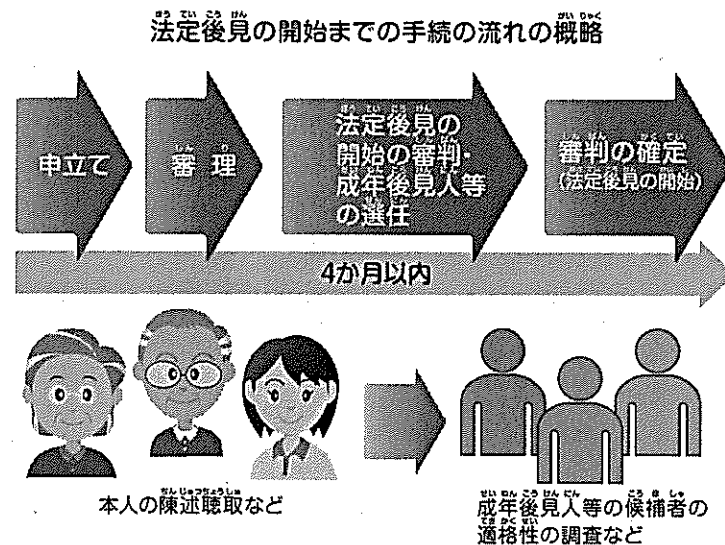 法定後見の開始までの手続の流れの概略
申立て
審理
法定後見の
開始の審判・
成年後見人等
の選任
審判の確定
(法定後見の開始)
4か月以内
本人の陳述聴取など
成年後見人等の候補者の
適格性の調査など